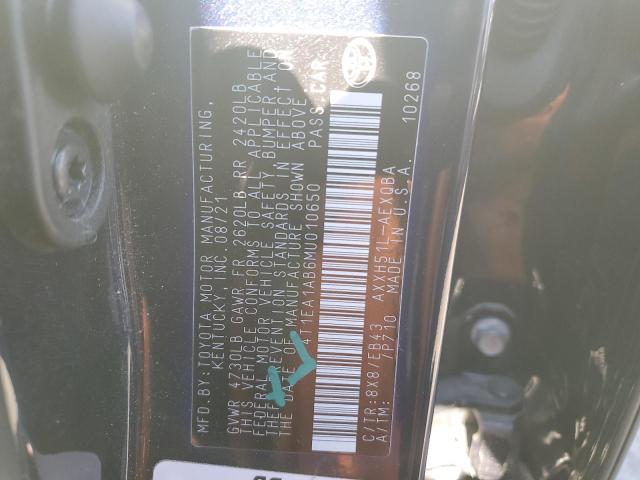 MFD.BY:TOYOTA MOTOR MANUFACTURING,
KENTUCKY, INC. 08/21
GVWR 4730LB GAWR FR 2620LB RR 2420LB
THIS VEHICLE CONFORMS TO ALL APPLICABLE
FEDERAL MOTOR VEHICLE SAFETY, BUMPER AND
THEFT PREVENTION STANDARDS IN EFFECT ON
THE DATE OF MANUFACTURE SHOWN ABOVE.
4T1EA1AB6MU010650 PASS. CAR
C/TR:8X8/EB43 AXXH51L-AEXQBA
A/TM: /P710 MADE IN U.S.A. 10268